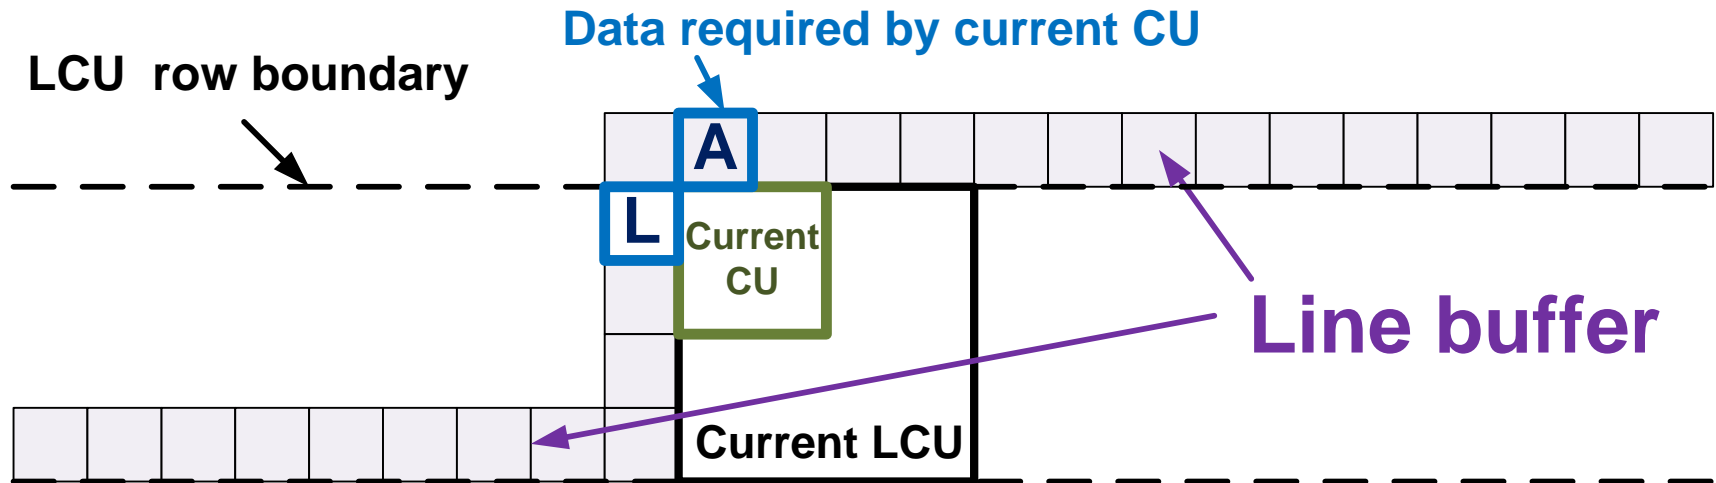 Data required by current CU
LCU  row boundary
A
L
Current
CU
Line buffer
Current LCU